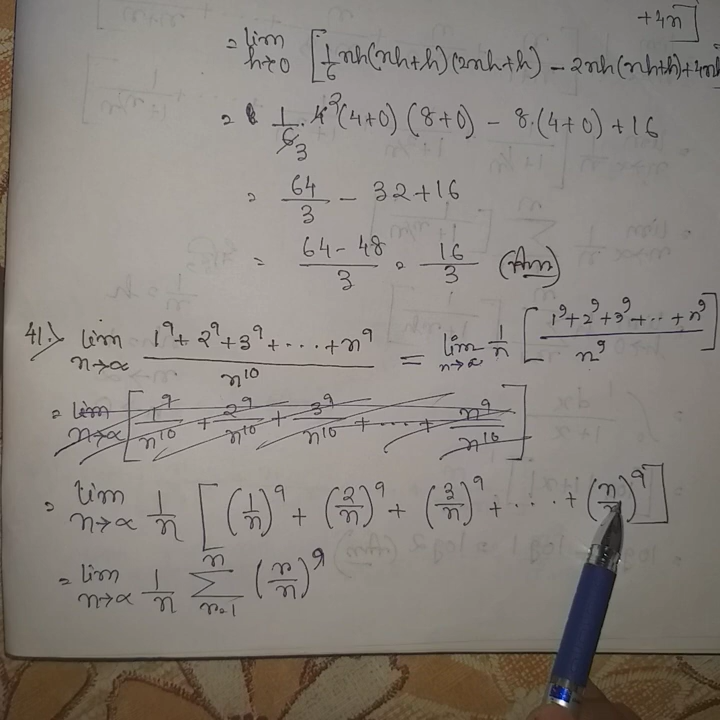 +4n]
= lim h→0 [1/6 nh(nh+h)(2nh+h) – 2nh(nh+h)+4nh
= 1/6 3 . 4 (4+0) (8+0) – 8.(4+0) +16
= 64/3 – 32+16
= 64–48/3 = 16/3 (Ans)
41.> lim n→∝ 1⁹+2⁹+3⁹+...+n⁹/n¹⁰ = lim n→∝ 1/n [1⁹+2⁹+3⁹+...+n⁹/n⁹]
= lim n→∝ [1⁹/n¹⁰ + 2⁹/n¹⁰ + 3⁹/n¹⁰ +....+ n⁹/n¹⁰]
= lim n→∝ 1/n [(1/n)⁹ + (2/n)⁹ + (3/n)⁹ +....+ (n/n)⁹]
= lim n→∝ 1/n n∑n=1 (n/n)⁹